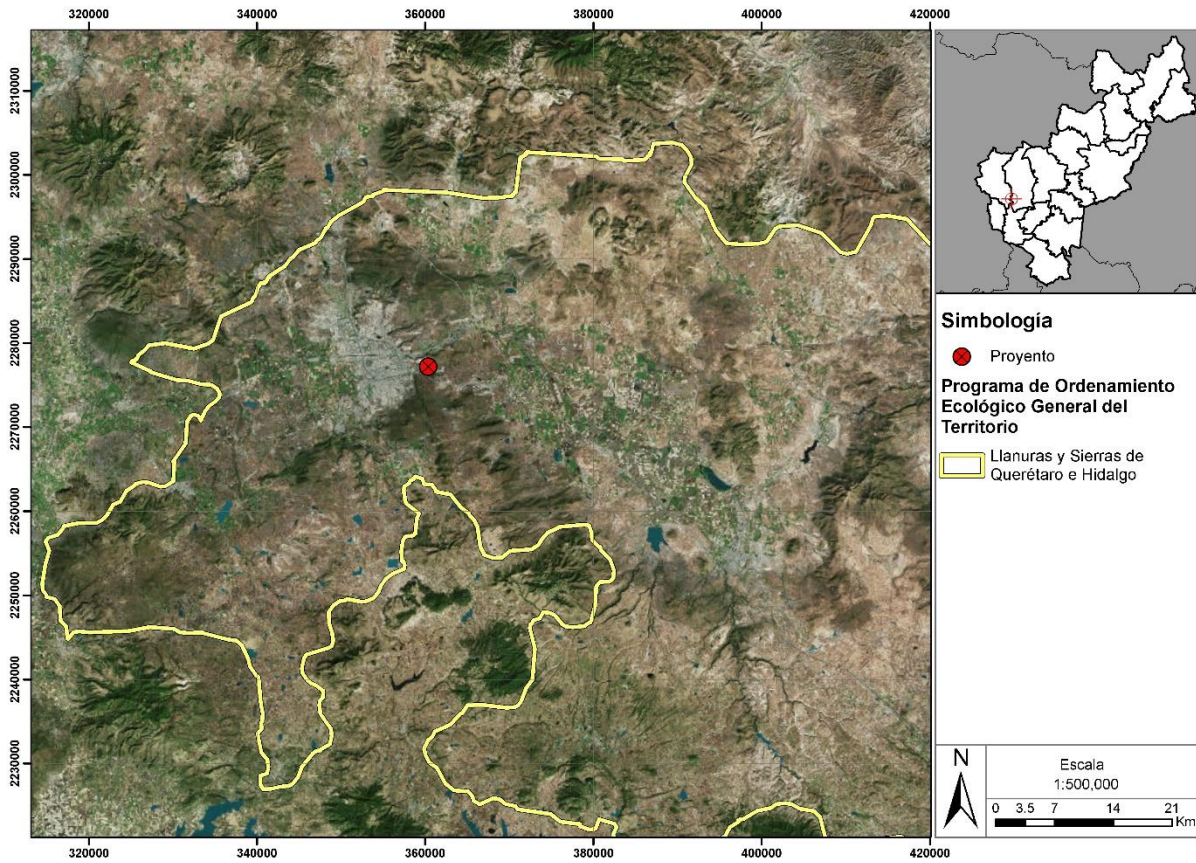 320000 340000 360000 380000 400000 420000
2310000
2300000
2290000
2280000
2270000
2260000
2250000
2240000
2230000
320000 340000 360000 380000 400000 420000
Simbología
Proyento
Programa de Ordenamiento
Ecológico General del
Territorio
Llanuras y Sierras de
Querétaro e Hidalgo
N
Escala
1:500,000
0 3.5 7 14 21
Km